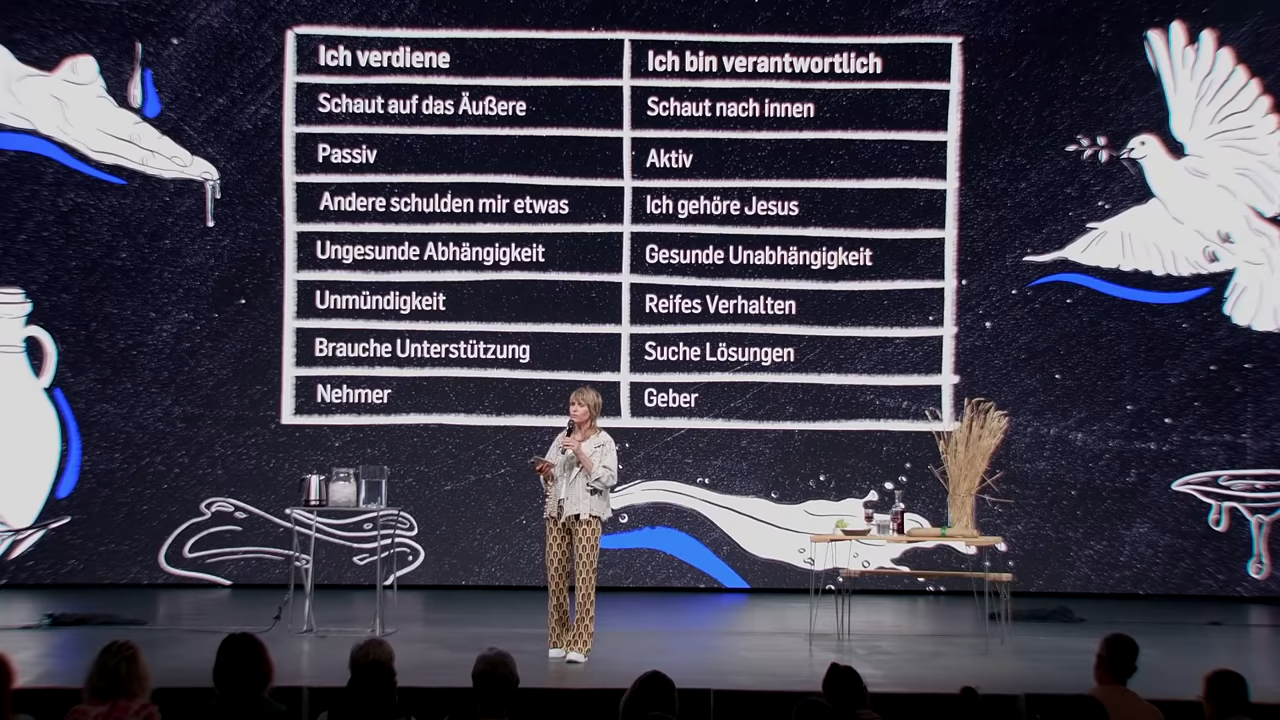 Ich verdiene
Ich bin verantwortlich
Schaut auf das Äußere
Schaut nach innen
Passiv
Aktiv
Andere schulden mir etwas
Ich gehöre Jesus
Ungesunde Abhängigkeit
Gesunde Unabhängigkeit
Unmündigkeit
Reifes Verhalten
Brauche Unterstützung
Suche Lösungen
Nehmer
Geber